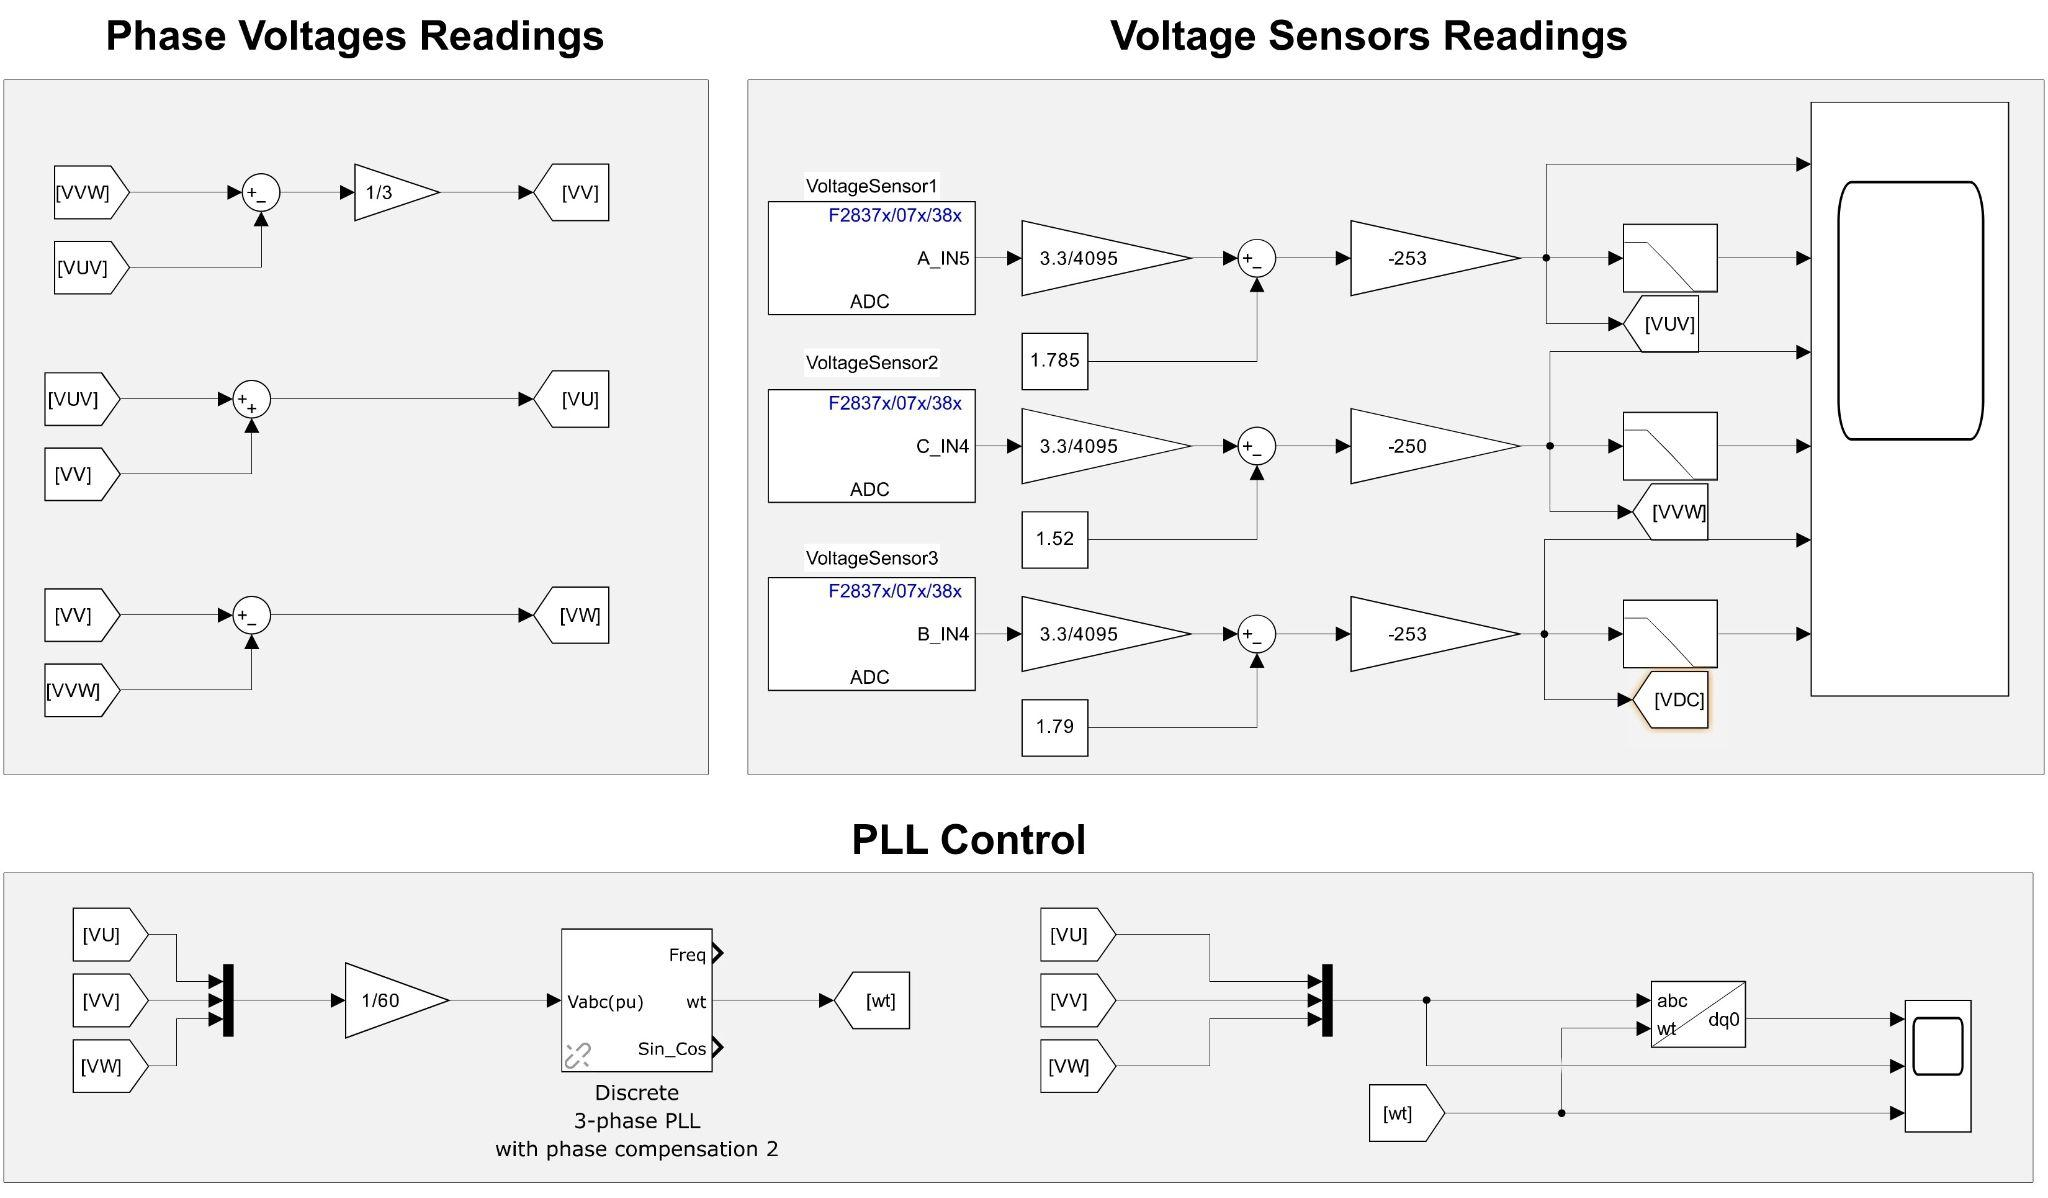 Phase Voltages Readings
[VVW]
+
−
1/3
[VV]
[VUV]
[VUV]
+
+
[VU]
[VV]
[VV]
+
−
[VW]
[VVW]
Voltage Sensors Readings
VoltageSensor1
F2837x/07x/38x
A_IN5
ADC
3.3/4095
+
−
-253
1.785
[VUV]
VoltageSensor2
F2837x/07x/38x
C_IN4
ADC
3.3/4095
+
−
-250
1.52
[VVW]
VoltageSensor3
F2837x/07x/38x
B_IN4
ADC
3.3/4095
+
−
-253
1.79
[VDC]
PLL Control
[VU]
[VV]
[VW]
1/60
Freq
Vabc(pu)
wt
Sin_Cos
Discrete
3-phase PLL
with phase compensation 2
[wt]
[VU]
[VV]
[VW]
abc
wt
dq0
[wt]